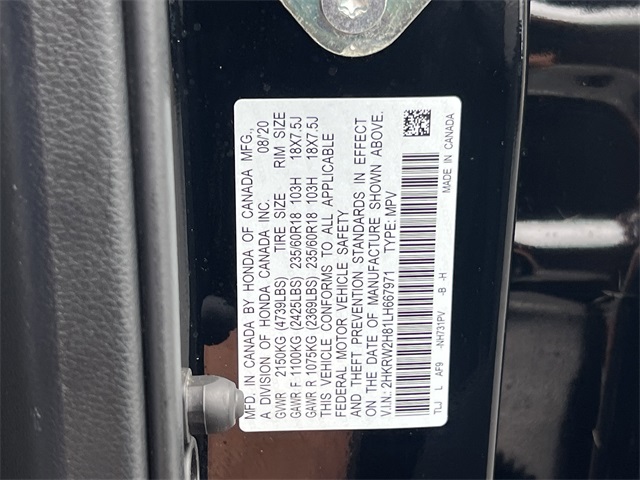 MFD. IN CANADA BY HONDA OF CANADA MFG.,
A DIVISION OF HONDA CANADA INC. 08/20
GVWR 2150KG (4739LBS) TIRE SIZE RIM SIZE
GAWR F 1100KG (2425LBS) 235/60R18 103H 18X7.5J
GAWR R 1075KG (2369LBS) 235/60R18 103H 18X7.5J
THIS VEHICLE CONFORMS TO ALL APPLICABLE
FEDERAL MOTOR VEHICLE SAFETY
AND THEFT PREVENTION STANDARDS IN EFFECT
ON THE DATE OF MANUFACTURE SHOWN ABOVE.
V.I.N.: 2HKRW2H81LH667971 TYPE: MPV
TLJ L AF9 -NH731PV -B -H MADE IN CANADA